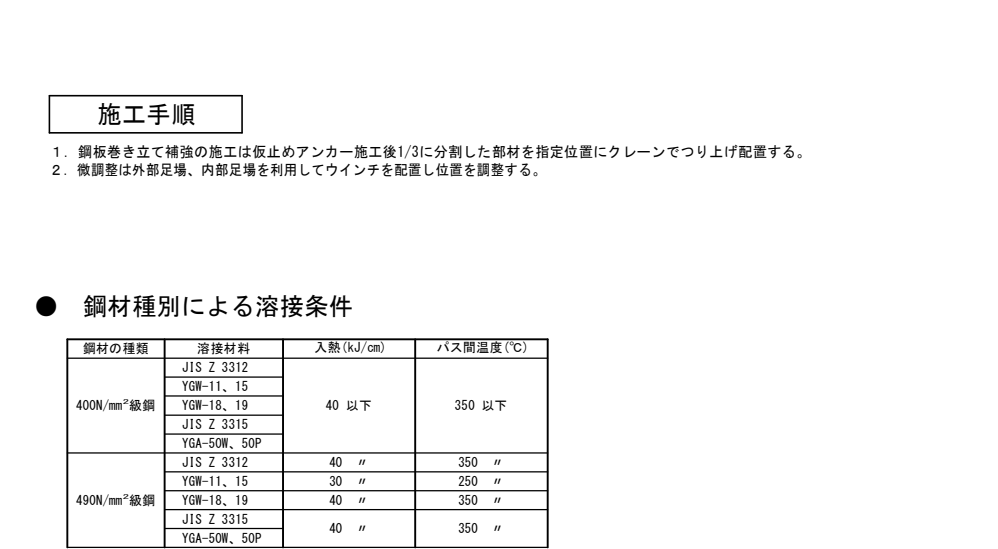 施工手順
1. 鋼板巻き立て補強の施工は仮止めアンカー施工後1/3に分割した部材を指定位置にクレーンでつり上げ配置する。
2. 微調整は外部足場、内部足場を利用してウインチを配置し位置を調整する。
● 鋼材種別による溶接条件
鋼材の種類 溶接材料 入熱(kJ/cm) パス間温度(℃)
JIS Z 3312
YGW-11、15
400N/mm²級鋼 YGW-18、19 40 以下 350 以下
JIS Z 3315
YGA-50W、50P
JIS Z 3312 40 〃 350 〃
YGW-11、15 30 〃 250 〃
490N/mm²級鋼 YGW-18、19 40 〃 350 〃
JIS Z 3315
40 〃 350 〃
YGA-50W、50P